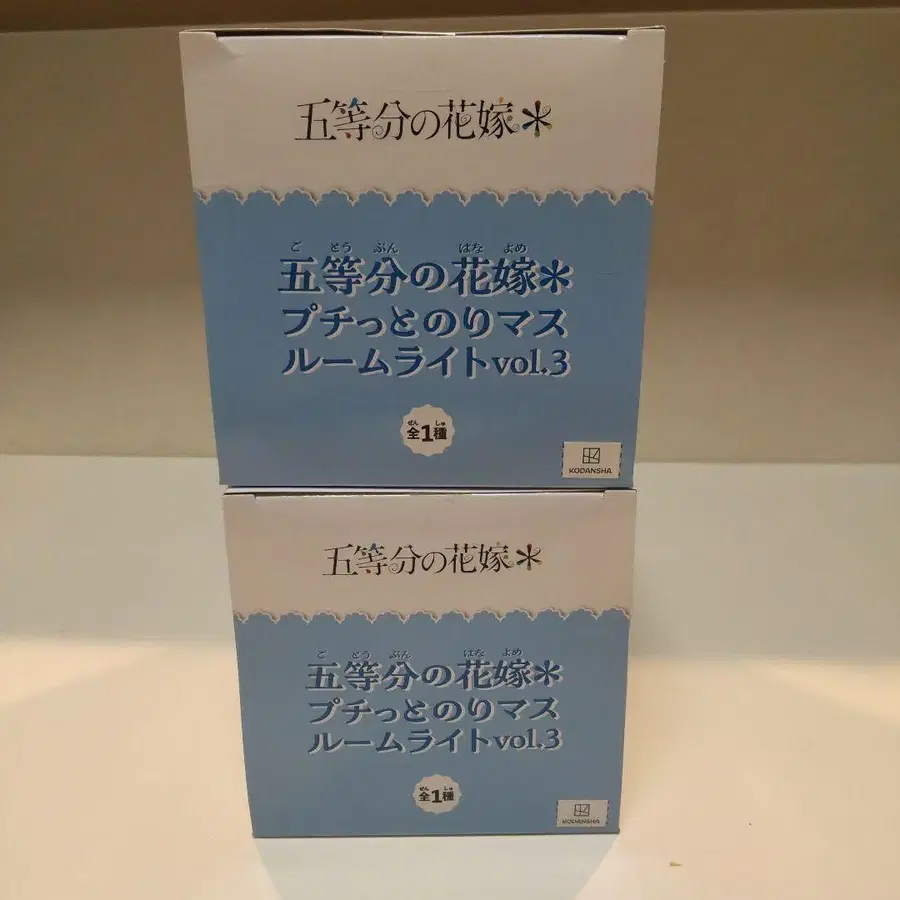 五等分の花嫁＊
ご とう ぶん はな よめ
五等分の花嫁＊
プチっとのりマス
ルームライトvol.3
ぜん しゅ
全1種
KODANSHA
五等分の花嫁＊
ご とう ぶん はな よめ
五等分の花嫁＊
プチっとのりマス
ルームライトvol.3
ぜん しゅ
全1種
KODANSHA